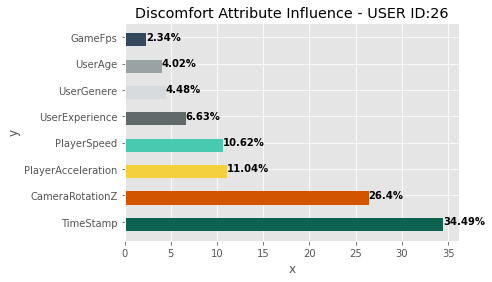 Discomfort Attribute Influence - USER ID:26
GameFps
2.34%
UserAge
4.02%
UserGenere
4.48%
UserExperience
6.63%
PlayerSpeed
10.62%
PlayerAcceleration
11.04%
CameraRotationZ
26.4%
TimeStamp
34.49%
y
0 5 10 15 20 25 30 35
x